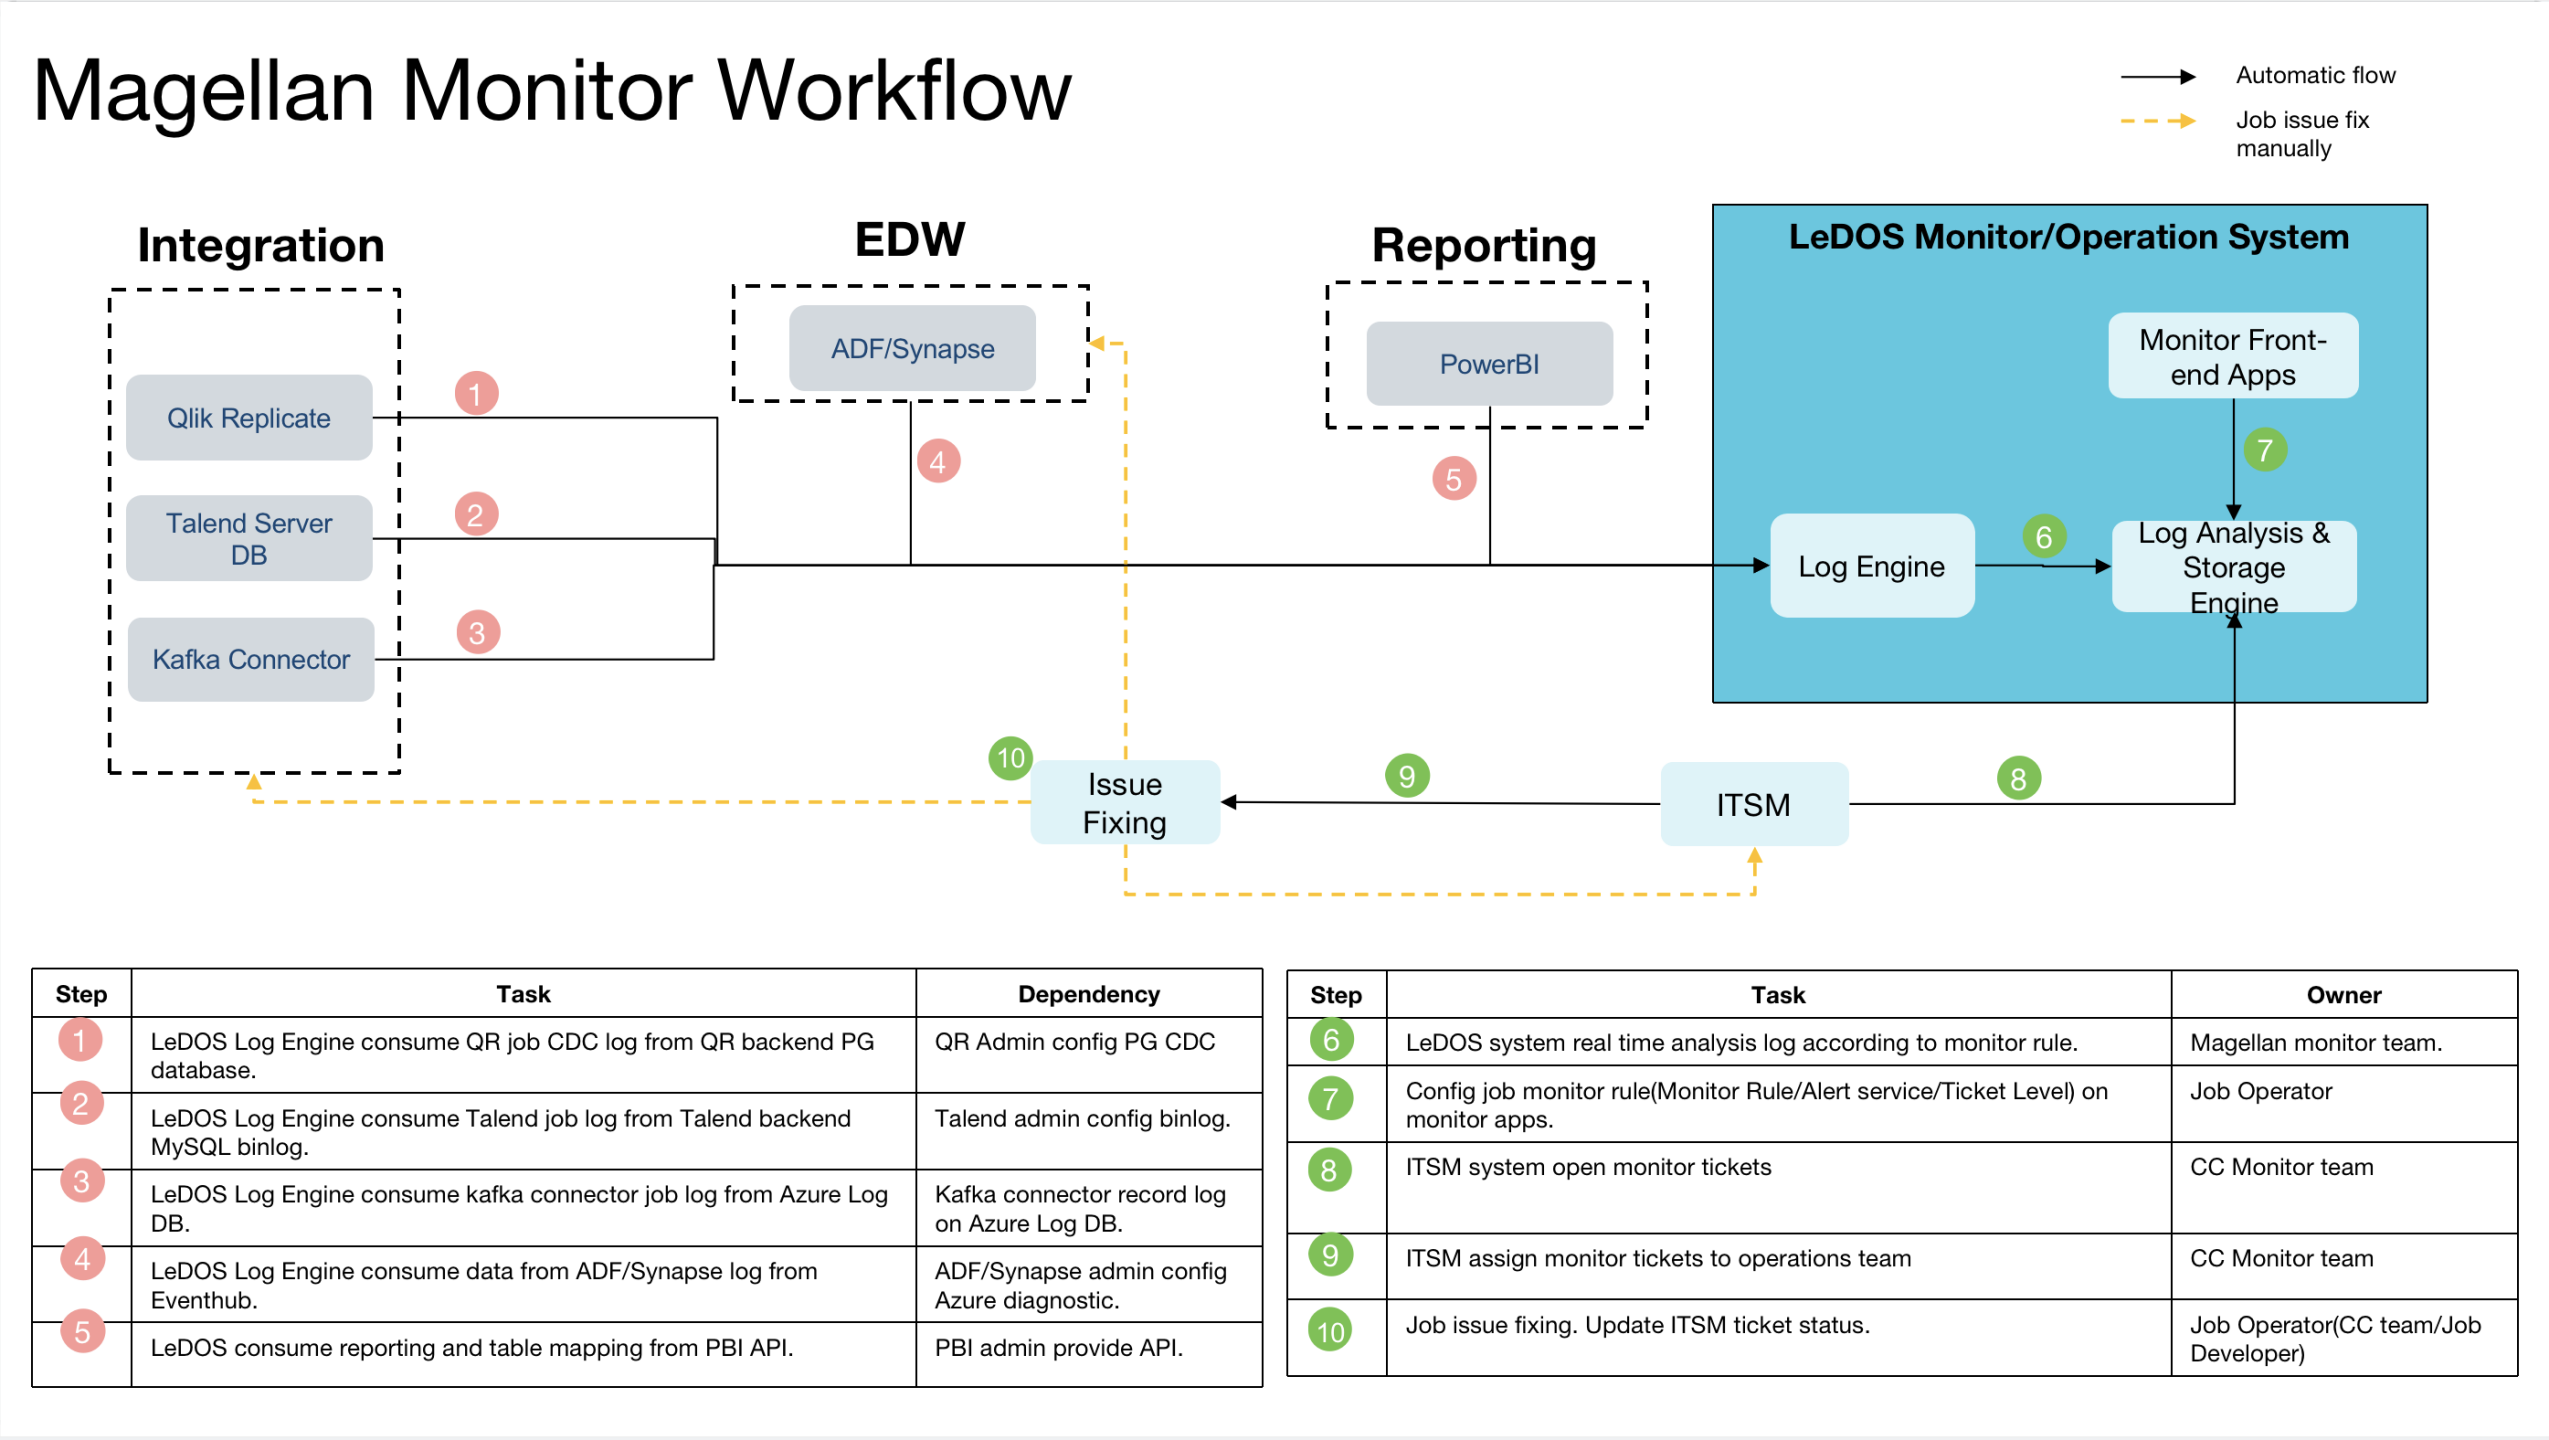 Magellan Monitor Workflow
Automatic flow
Job issue fix
manually
Integration
EDW
Reporting
LeDOS Monitor/Operation System
Qlik Replicate
Talend Server
DB
Kafka Connector
ADF/Synapse
PowerBI
Monitor Front-
end Apps
Log Engine
Log Analysis &
Storage
Engine
1
2
3
4
5
6
7
10
Issue
Fixing
9
ITSM
8
Step Task Dependency
1 LeDOS Log Engine consume QR job CDC log from QR backend PG QR Admin config PG CDC
database.
2 LeDOS Log Engine consume Talend job log from Talend backend Talend admin config binlog.
MySQL binlog.
3 LeDOS Log Engine consume kafka connector job log from Azure Log Kafka connector record log
DB. on Azure Log DB.
4 LeDOS Log Engine consume data from ADF/Synapse log from ADF/Synapse admin config
Eventhub. Azure diagnostic.
5 LeDOS consume reporting and table mapping from PBI API. PBI admin provide API.
Step Task Owner
6 LeDOS system real time analysis log according to monitor rule. Magellan monitor team.
7 Config job monitor rule(Monitor Rule/Alert service/Ticket Level) on Job Operator
monitor apps.
8 ITSM system open monitor tickets CC Monitor team
9 ITSM assign monitor tickets to operations team CC Monitor team
10 Job issue fixing. Update ITSM ticket status. Job Operator(CC team/Job
Developer)